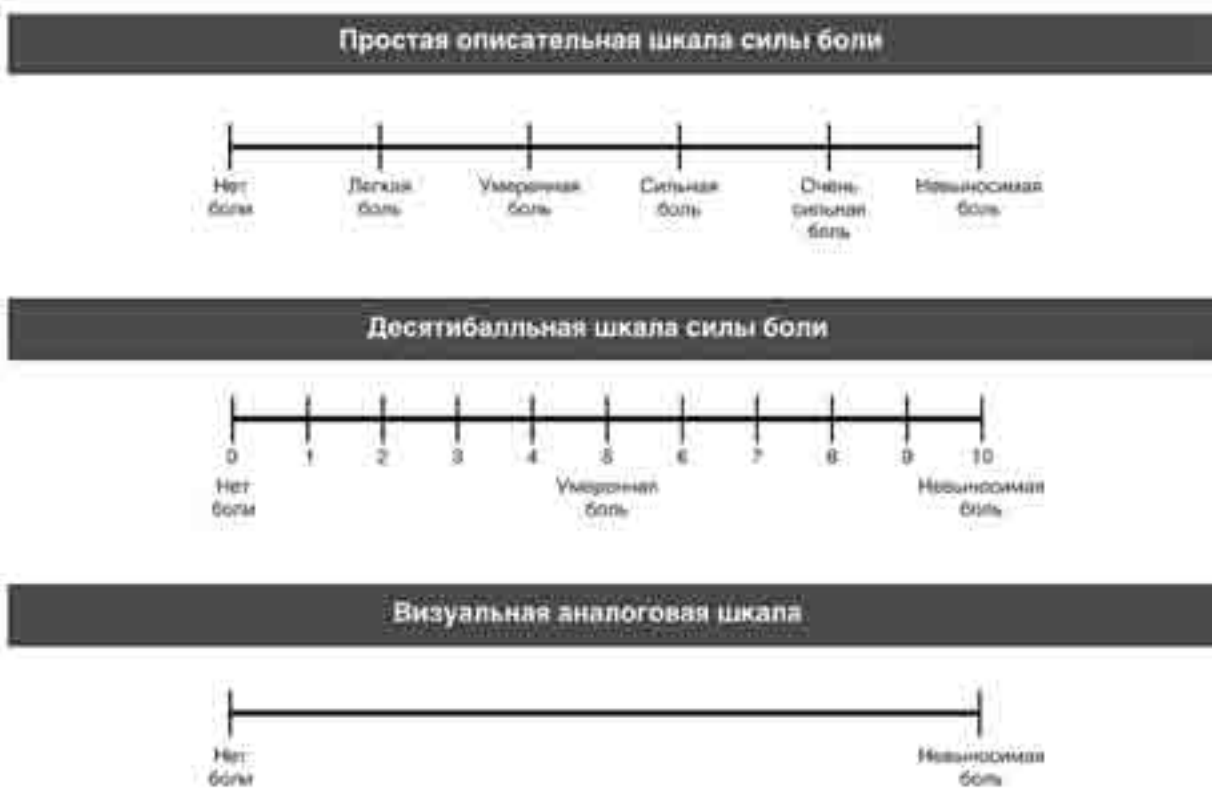 Простая описательная шкала силы боли
Нет Легкая Умеренная Сильная Очень Невыносимая
боли боль боль боль сильная боль
боль
Десятибалльная шкала силы боли
0 1 2 3 4 5 6 7 8 9 10
Нет Умеренная Невыносимая
боли боль боль
Визуальная аналоговая шкала
Нет Невыносимая
боли боль